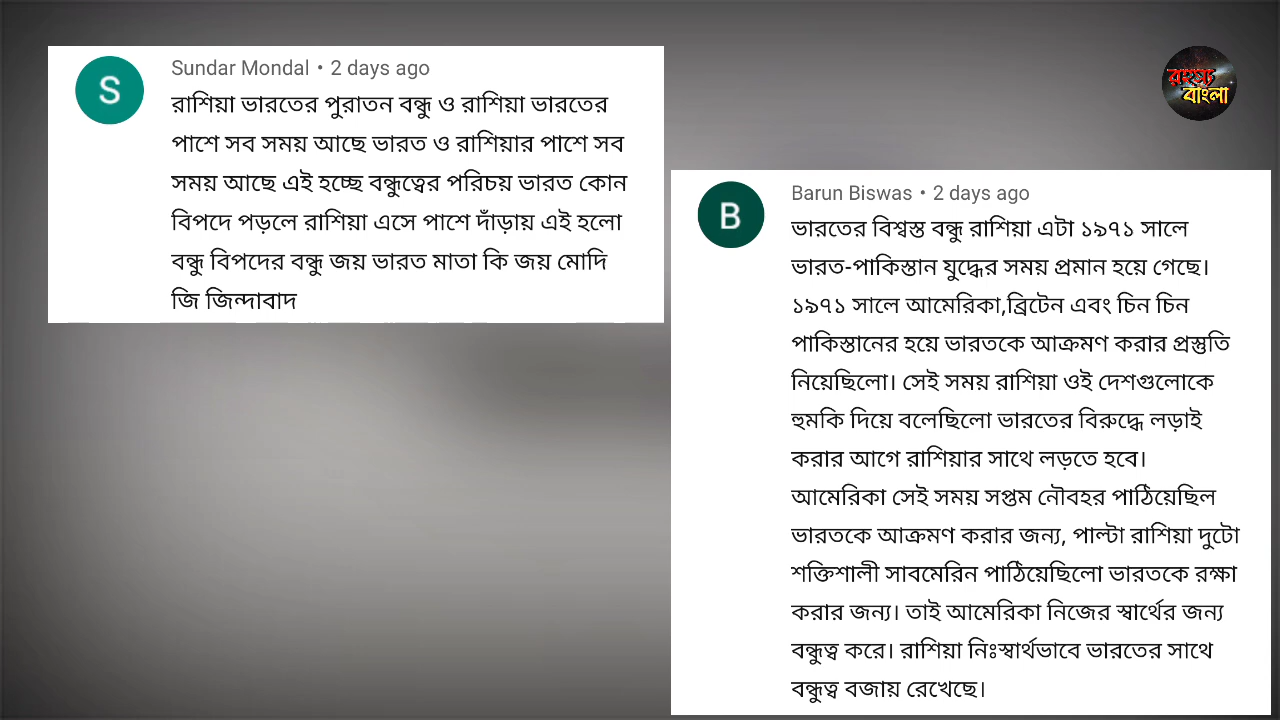 Sundar Mondal • 2 days ago
রাশিয়া ভারতের পুরাতন বন্ধু ও রাশিয়া ভারতের
পাশে সব সময় আছে ভারত ও রাশিয়ার পাশে সব
সময় আছে এই হচ্ছে বন্ধুত্বের পরিচয় ভারত কোন
বিপদে পড়লে রাশিয়া এসে পাশে দাঁড়ায় এই হলো
বন্ধু বিপদের বন্ধু জয় ভারত মাতা কি জয় মোদি
জি জিন্দাবাদ
রহস্য
বাংলা
Barun Biswas • 2 days ago
ভারতের বিশ্বস্ত বন্ধু রাশিয়া এটা ১৯৭১ সালে
ভারত-পাকিস্তান যুদ্ধের সময় প্রমান হয়ে গেছে।
১৯৭১ সালে আমেরিকা,ব্রিটেন এবং চিন চিন
পাকিস্তানের হয়ে ভারতকে আক্রমণ করার প্রস্তুতি
নিয়েছিলো। সেই সময় রাশিয়া ওই দেশগুলোকে
হুমকি দিয়ে বলেছিলো ভারতের বিরুদ্ধে লড়াই
করার আগে রাশিয়ার সাথে লড়তে হবে।
আমেরিকা সেই সময় সপ্তম নৌবহর পাঠিয়েছিল
ভারতকে আক্রমণ করার জন্য, পাল্টা রাশিয়া দুটো
শক্তিশালী সাবমেরিন পাঠিয়েছিলো ভারতকে রক্ষা
করার জন্য। তাই আমেরিকা নিজের স্বার্থের জন্য
বন্ধুত্ব করে। রাশিয়া নিঃস্বার্থভাবে ভারতের সাথে
বন্ধুত্ব বজায় রেখেছে।
S
B